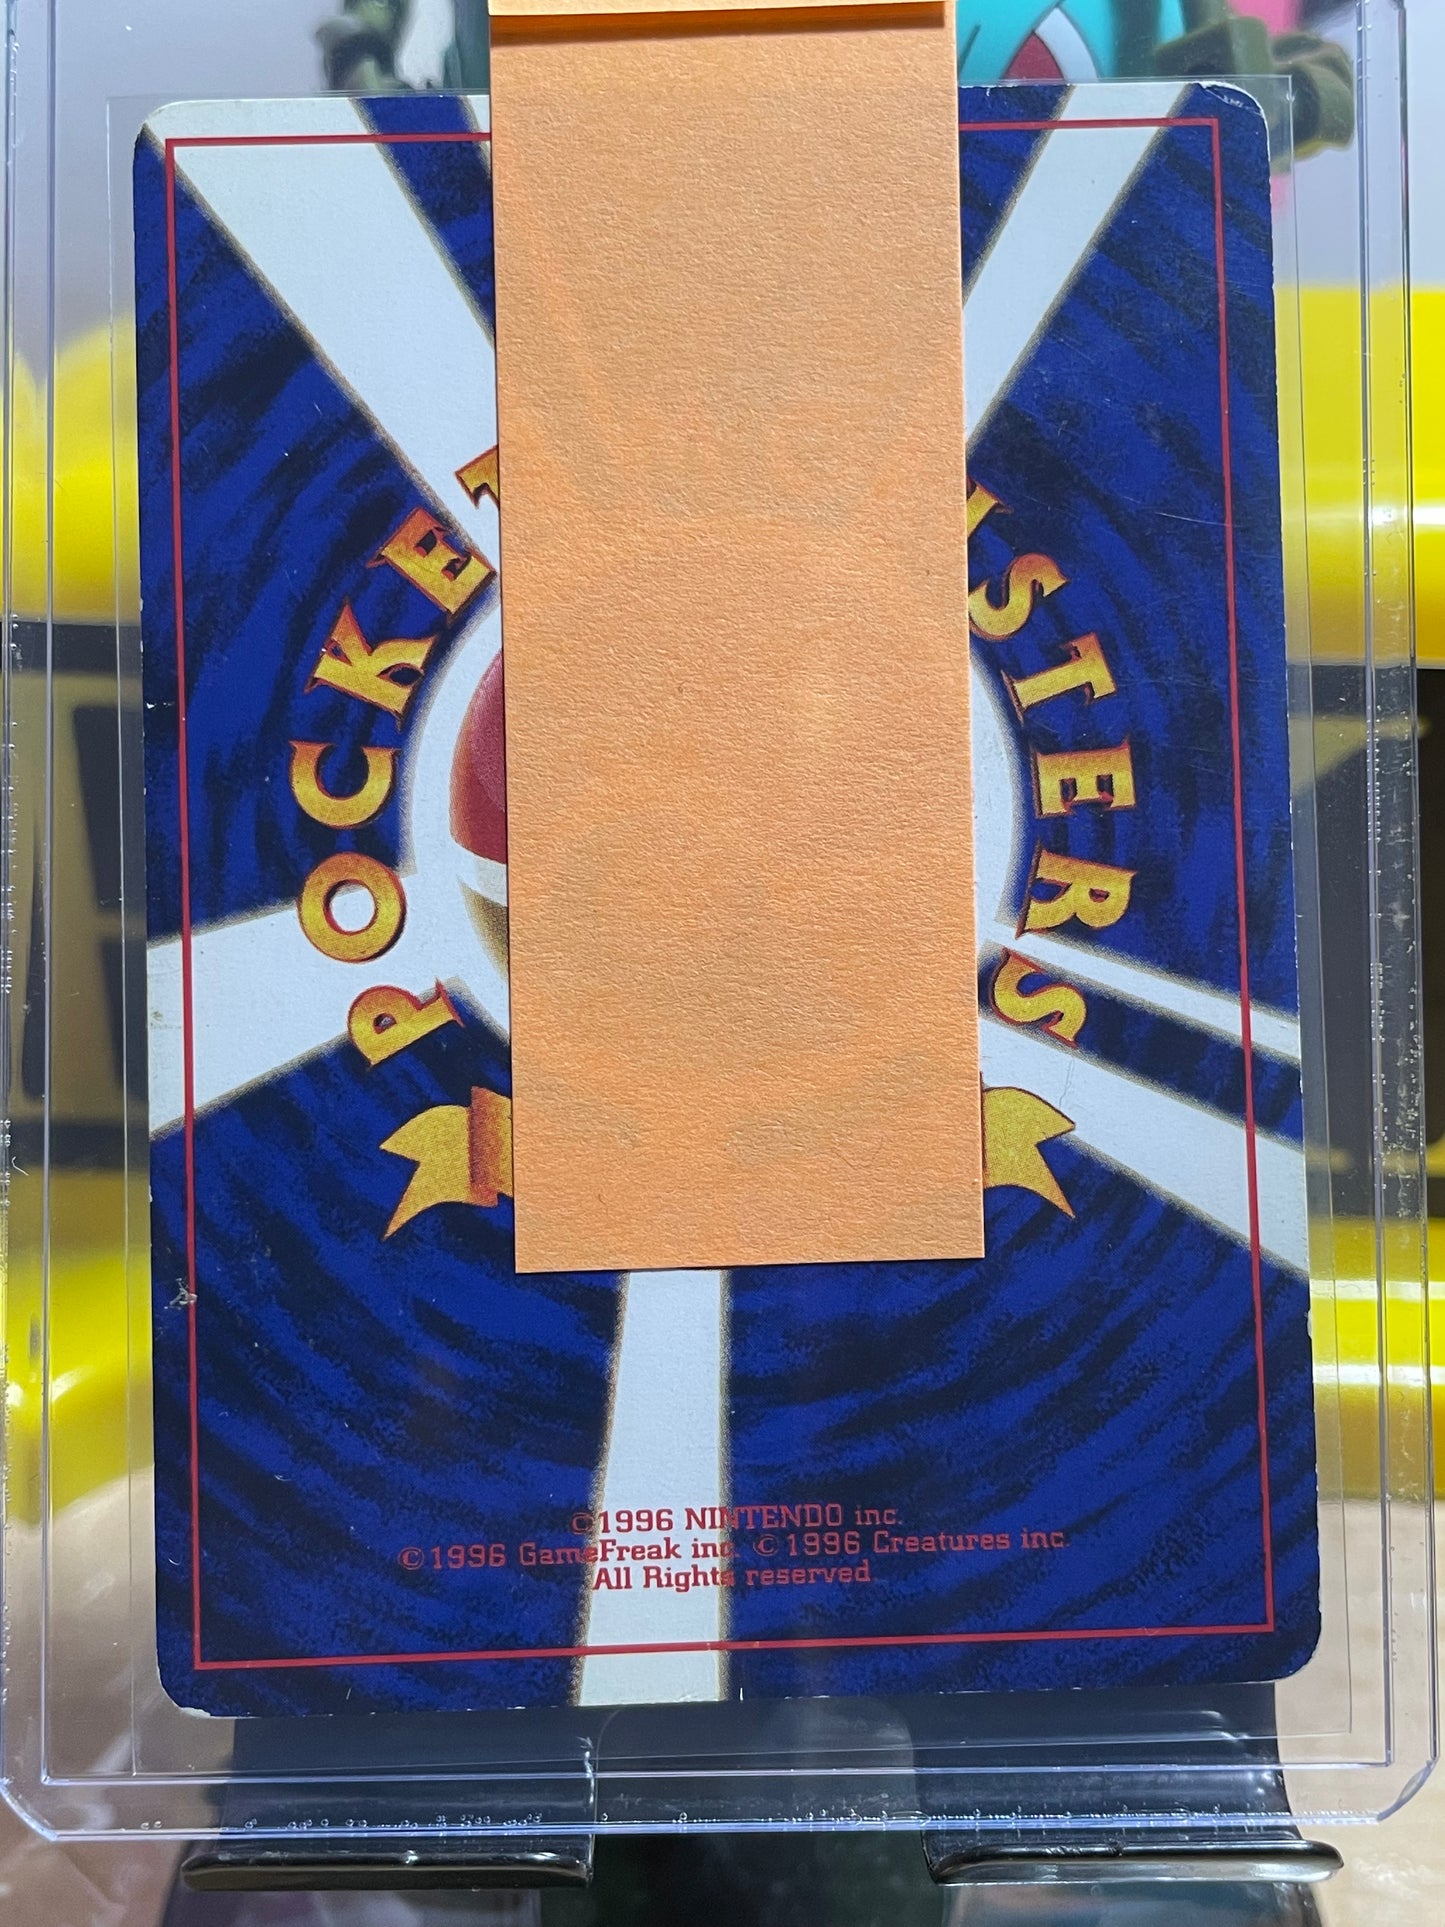 POCKE
STERS
©1996 NINTENDO inc.
©1996 GameFreak inc. ©1996 Creatures inc.
All Rights reserved.